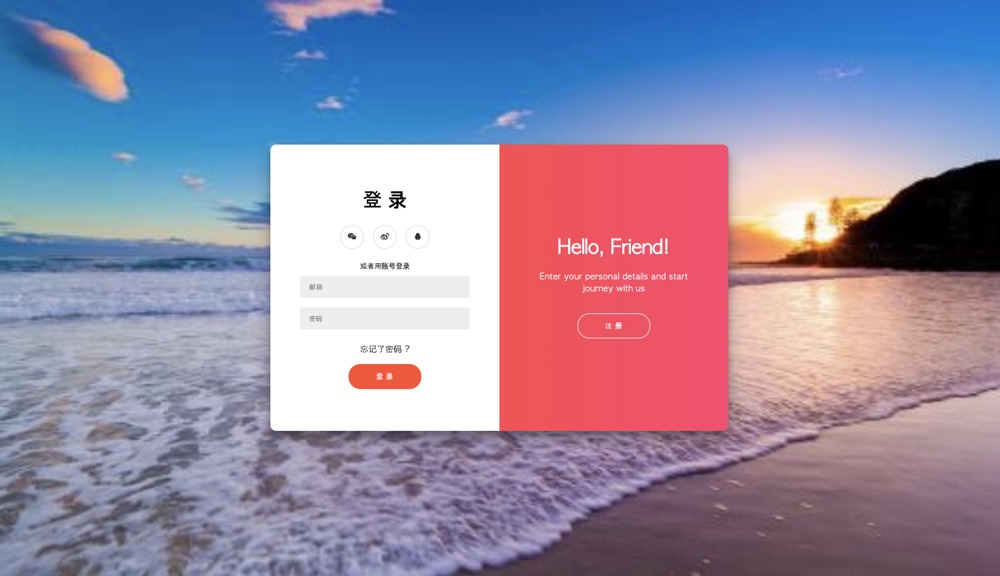 登 录
或者用账号登录
邮箱
密码
忘记了密码？
登 录
Hello, Friend!
Enter your personal details and start
journey with us
注 册